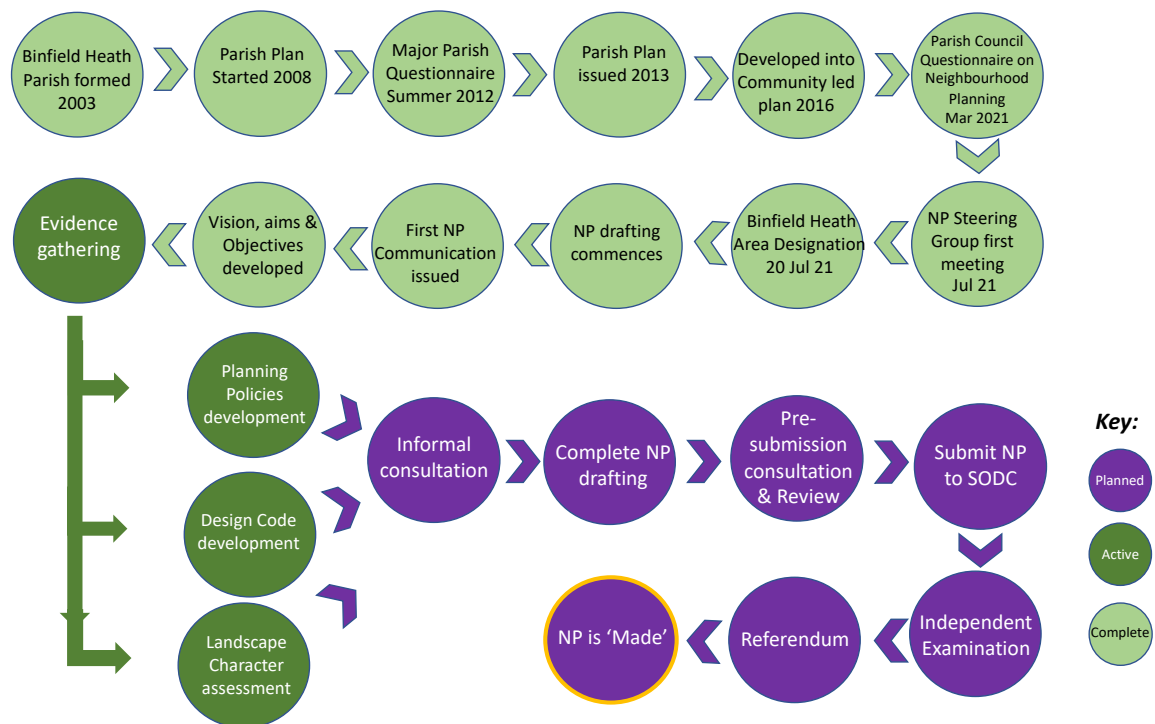 Binfield Heath
Parish formed
2003
Parish Plan
Started 2008
Major Parish
Questionnaire
Summer 2012
Parish Plan
issued 2013
Developed into
Community led
plan 2016
Parish Council
Questionnaire on
Neighbourhood
Planning
Mar 2021
NP Steering
Group first
meeting
Jul 21
Binfield Heath
Area Designation
20 Jul 21
NP drafting
commences
First NP
Communication
issued
Vision, aims &
Objectives
developed
Evidence
gathering
Planning
Policies
development
Design Code
development
Landscape
Character
assessment
Informal
consultation
Complete NP
drafting
Pre-
submission
consultation
& Review
Submit NP
to SODC
Independent
Examination
Referendum
NP is ‘Made’
Key:
Planned
Active
Complete